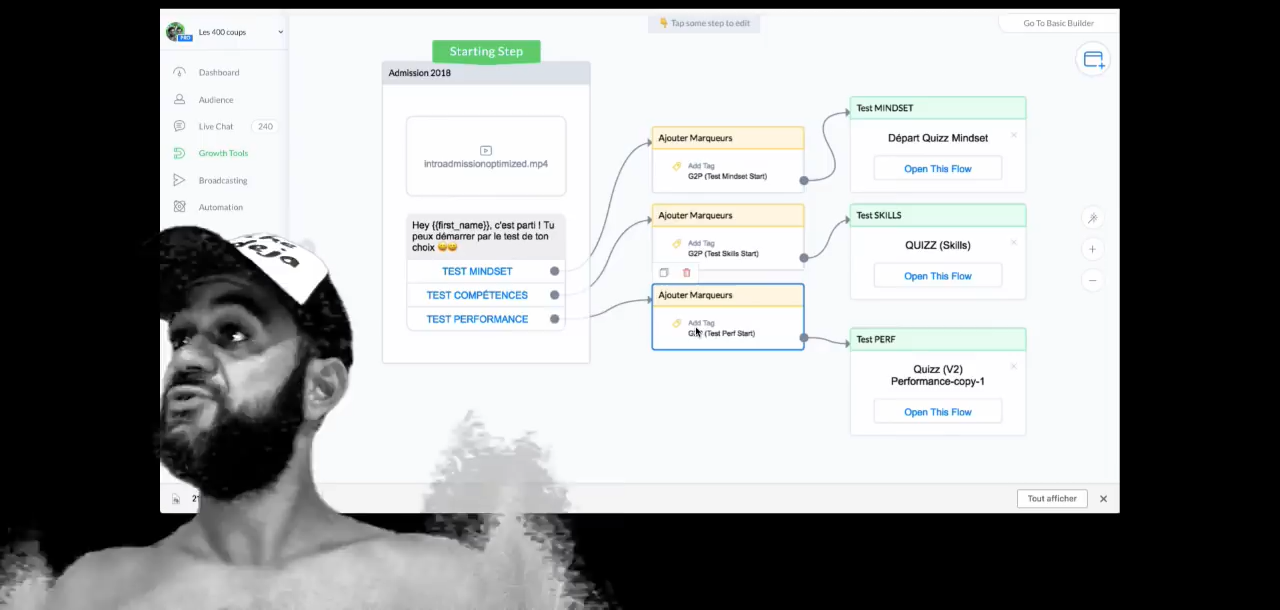 Les 400 coups
PRO
Dashboard
Audience
Live Chat 240
Growth Tools
Broadcasting
Automation
👇 Tap some step to edit
Go To Basic Builder
Starting Step
Admission 2018
introadmissionoptimized.mp4
Hey {{first_name}}, c'est parti ! Tu
peux démarrer par le test de ton
choix 😄😄
TEST MINDSET
TEST COMPÉTENCES
TEST PERFORMANCE
Ajouter Marqueurs
Add Tag
G2P (Test Mindset Start)
Ajouter Marqueurs
Add Tag
G2P (Test Skills Start)
Ajouter Marqueurs
Add Tag
(Test Perf Start)
Test MINDSET
Départ Quizz Mindset
Open This Flow
Test SKILLS
QUIZZ (Skills)
Open This Flow
Test PERF
Quizz (V2)
Performance-copy-1
Open This Flow
Tout afficher
deja